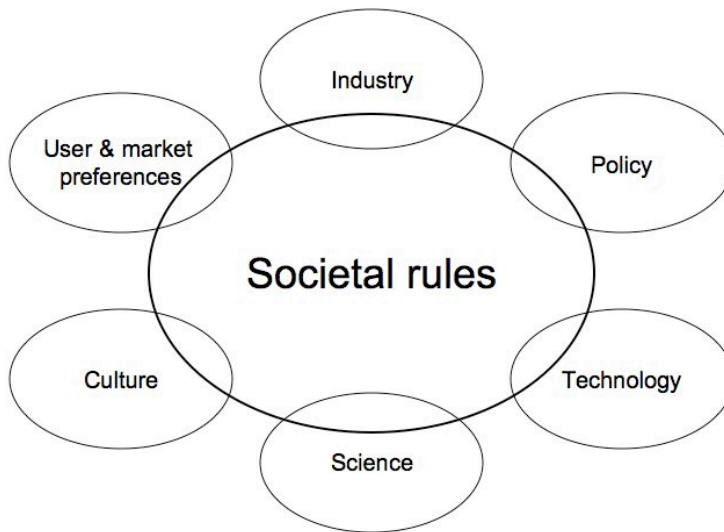 Industry
User & market
preferences
Policy
Societal rules
Culture
Technology
Science